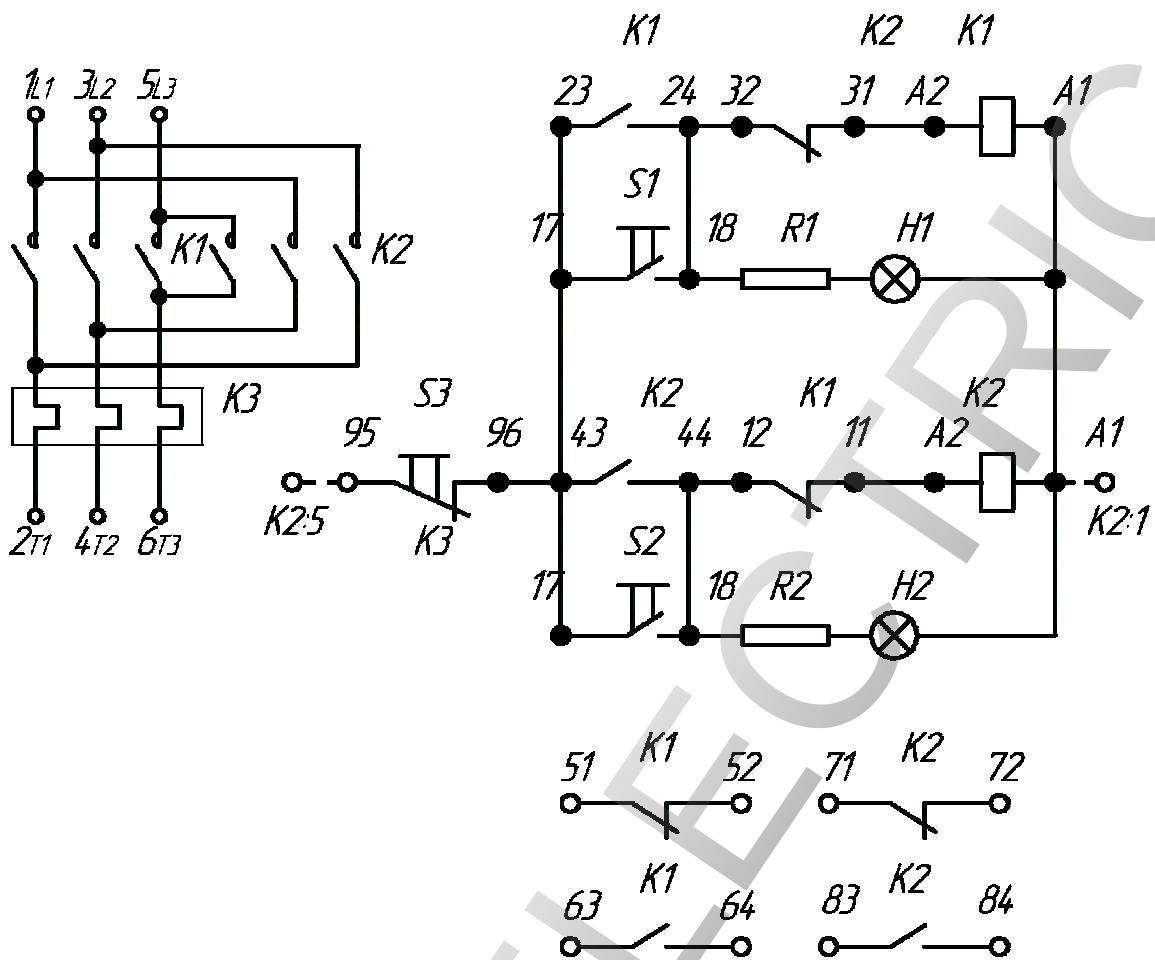 K1 K2 K1
1L1 3L2 5L3
23 24 32 31 A2 A1
S1
17 18 R1 H1
K1 K2
K3 S3 K2 K1 K2
95 96 43 44 12 11 A2 A1
K2:5 K3 S2 K2:1
2T1 4T2 6T3
17 18 R2 H2
K1 K2
51 52 71 72
K1 K2
63 64 83 84
ELECTRIC